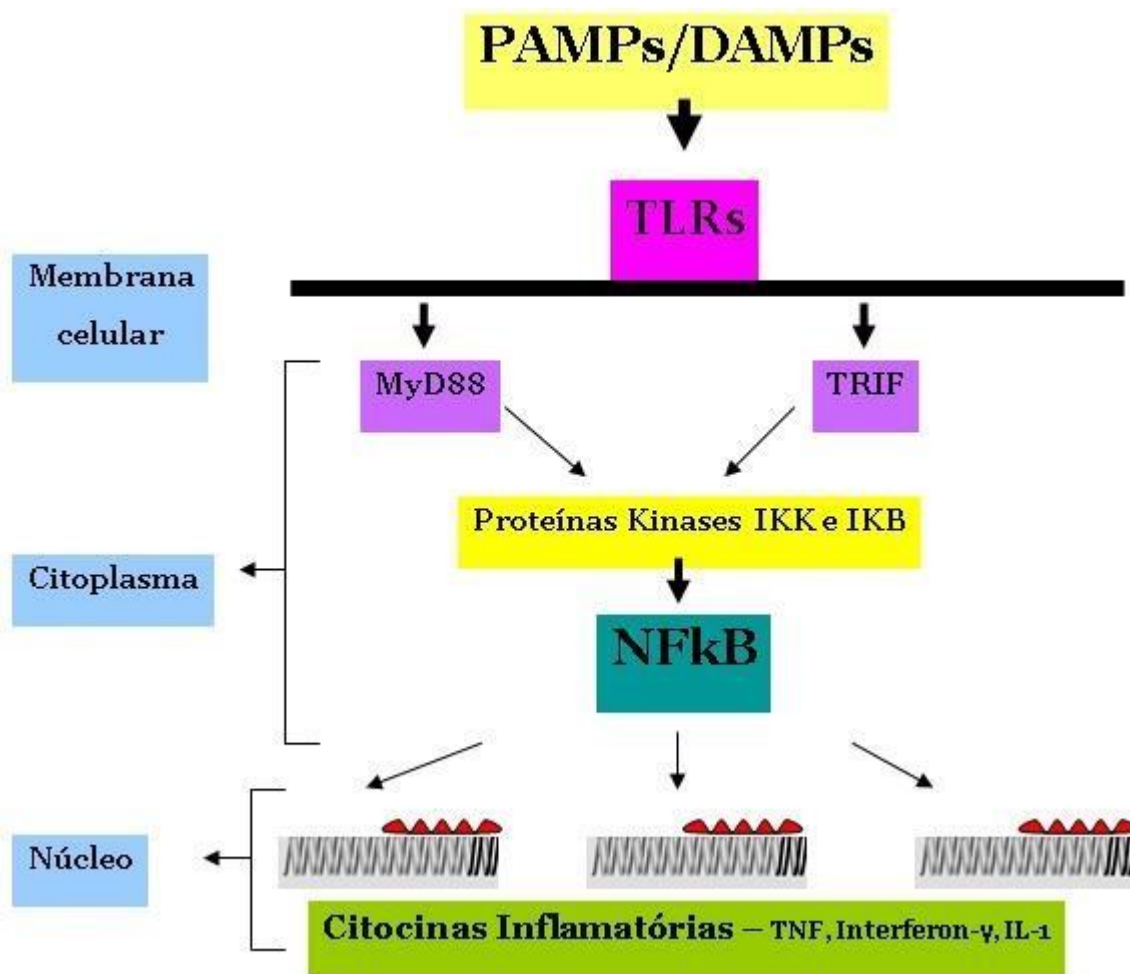 PAMPs/DAMPs
TLRs
Membrana
celular
MyD88
TRIF
Proteínas Kinases IKK e IKB
Citoplasma
NFkB
Núcleo
Citocinas Inflamatórias – TNF, Interferon-γ, IL-1